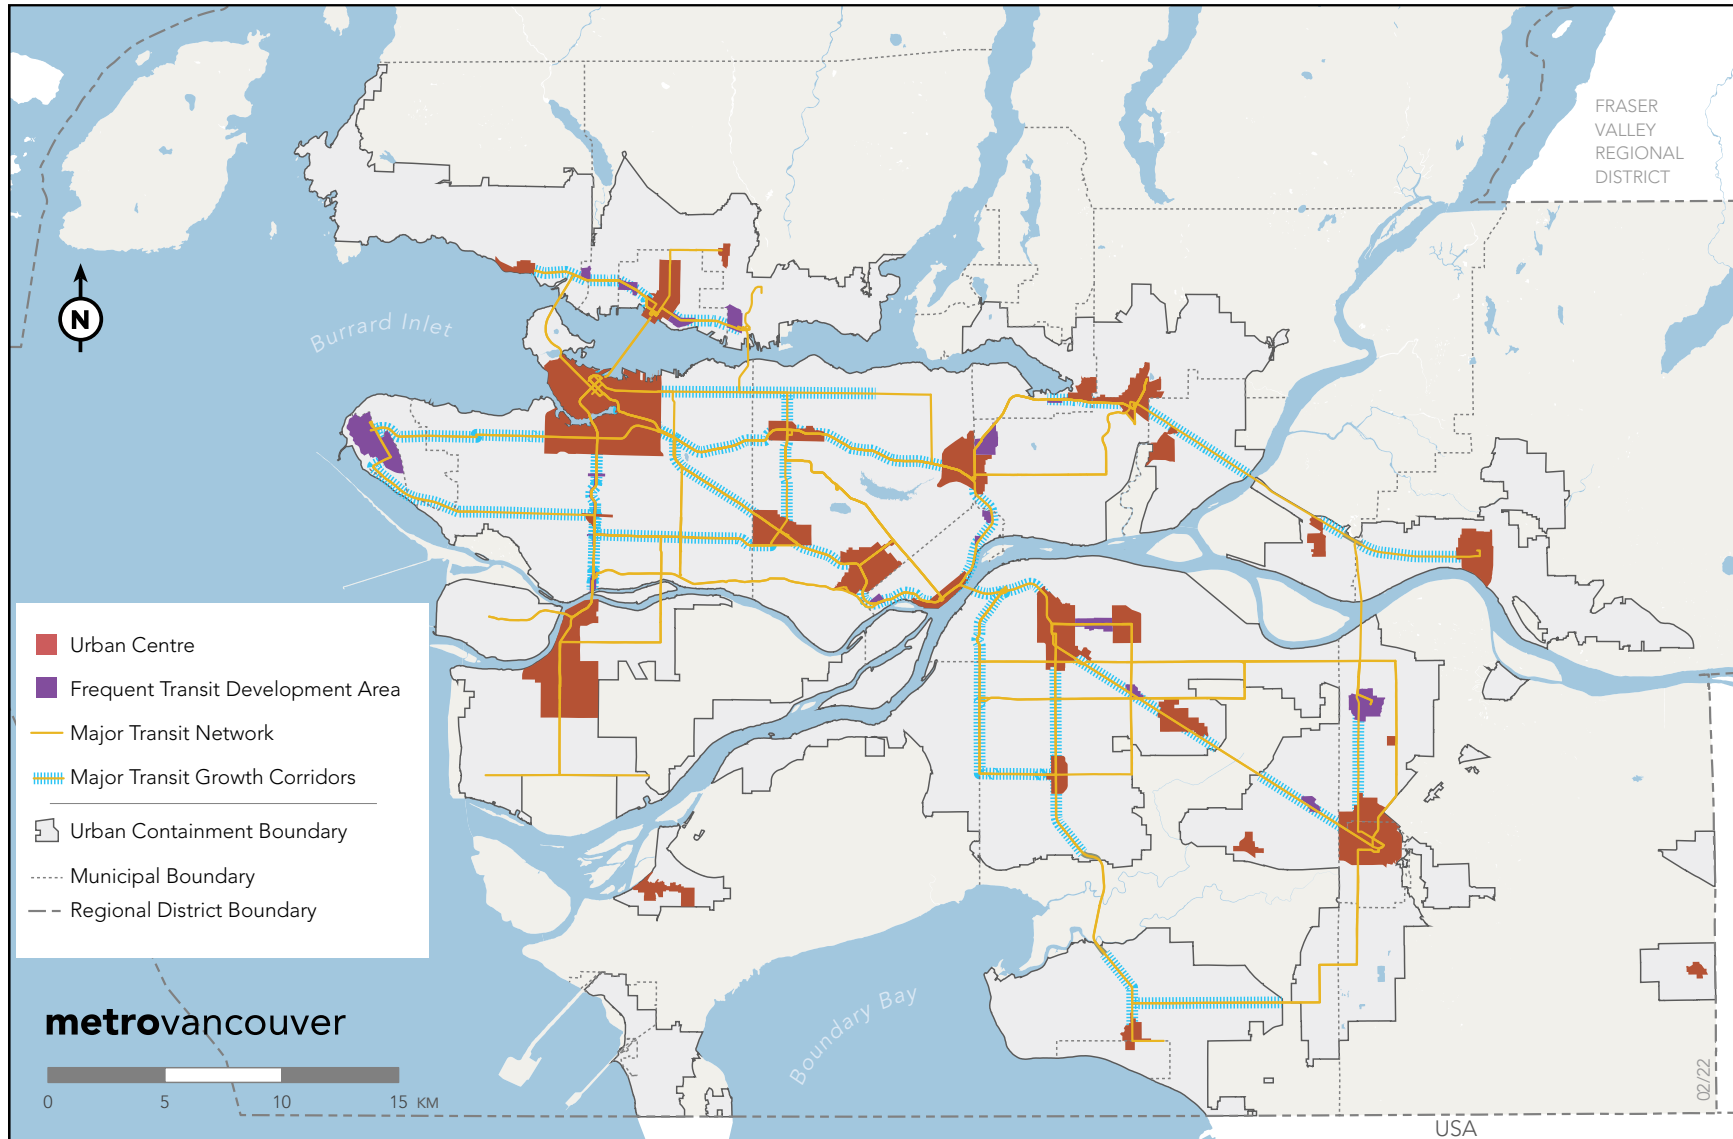 FRASER
VALLEY
REGIONAL
DISTRICT
N
Burrard Inlet
Urban Centre
Frequent Transit Development Area
Major Transit Network
Major Transit Growth Corridors
Urban Containment Boundary
Municipal Boundary
Regional District Boundary
metrovancouver
Boundary Bay
0 5 10 15 KM
02/22
USA